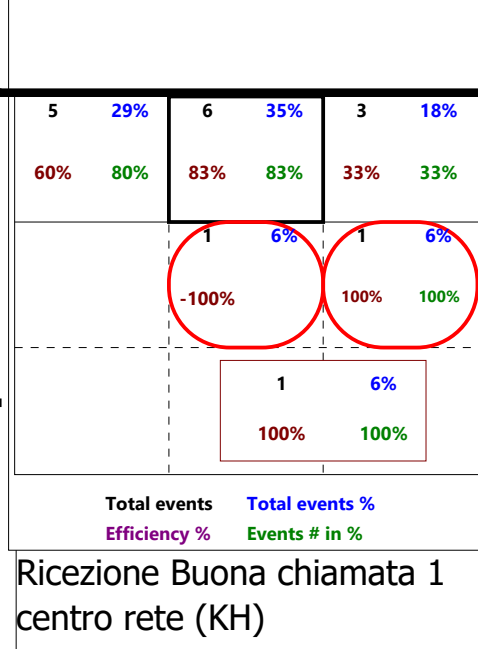 5 29% 6 35% 3 18%
60% 80% 83% 83% 33% 33%
1 6% 1 6%
-100% 100% 100%
1 6%
100% 100%
Total events Total events %
Efficiency % Events # in %
Ricezione Buona chiamata 1
centro rete (KH)